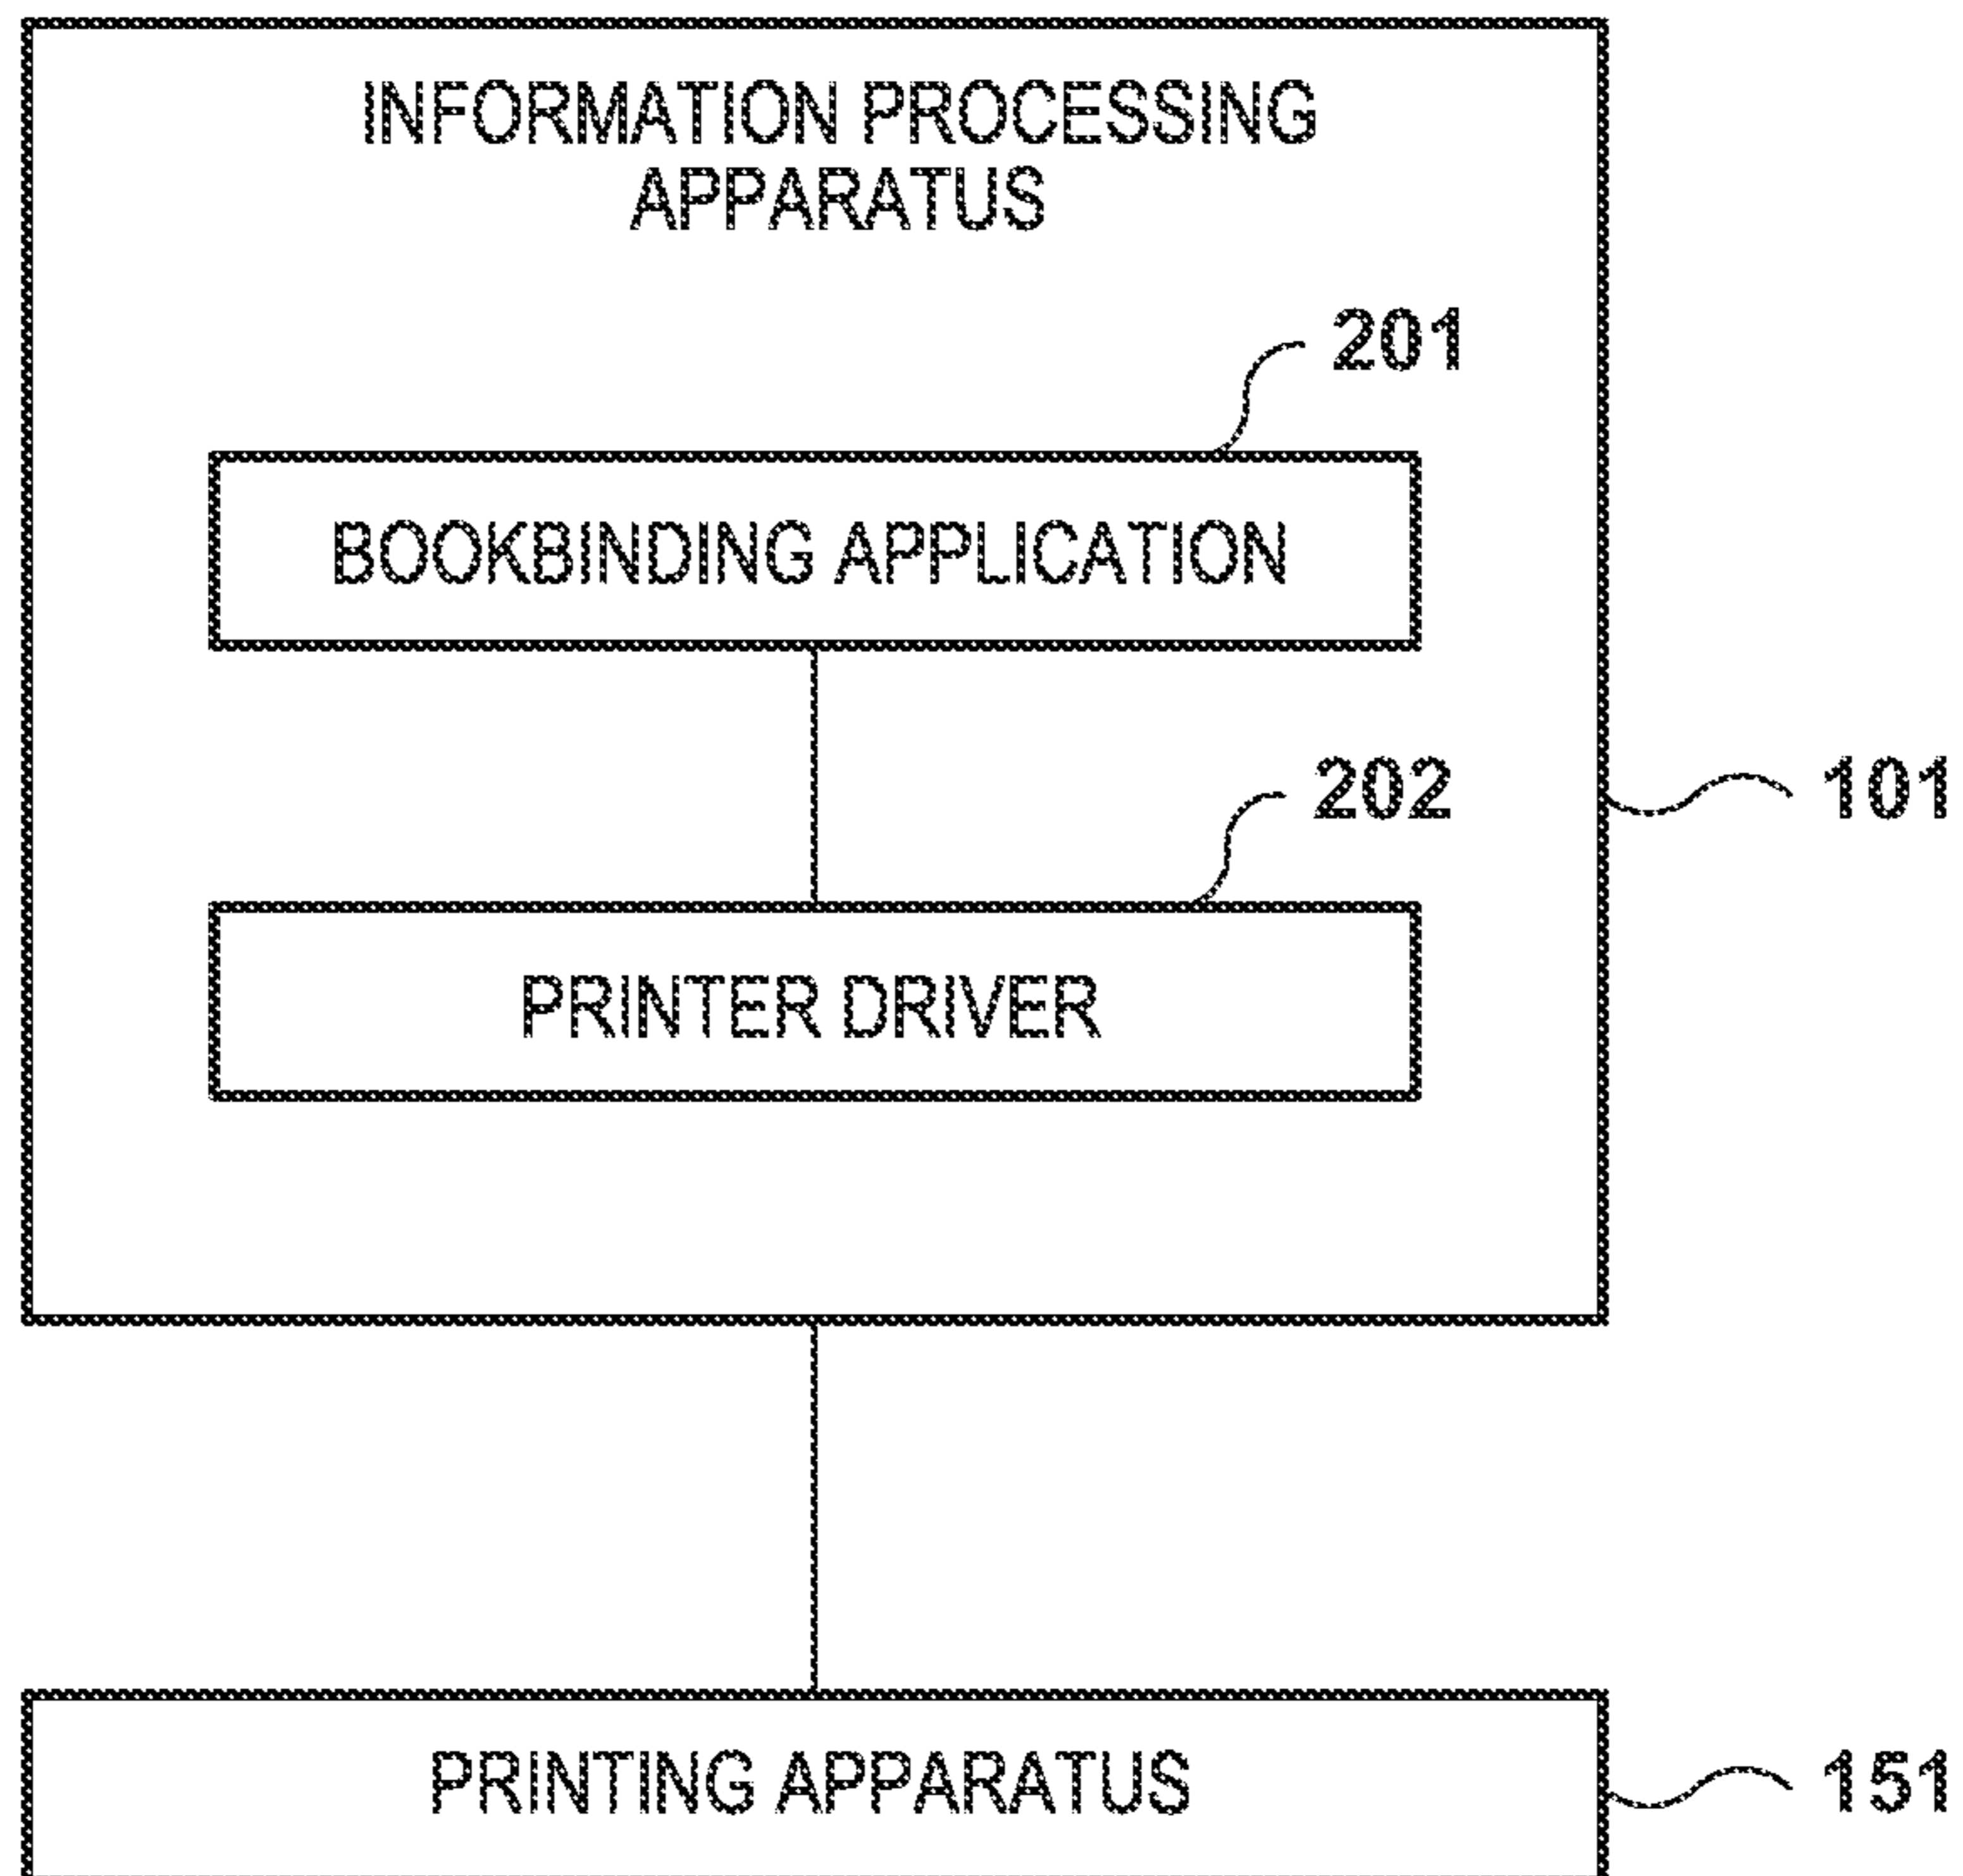 INFORMATION PROCESSING
APPARATUS
201
BOOKBINDING APPLICATION
202
101
PRINTER DRIVER
PRINTING APPARATUS
151